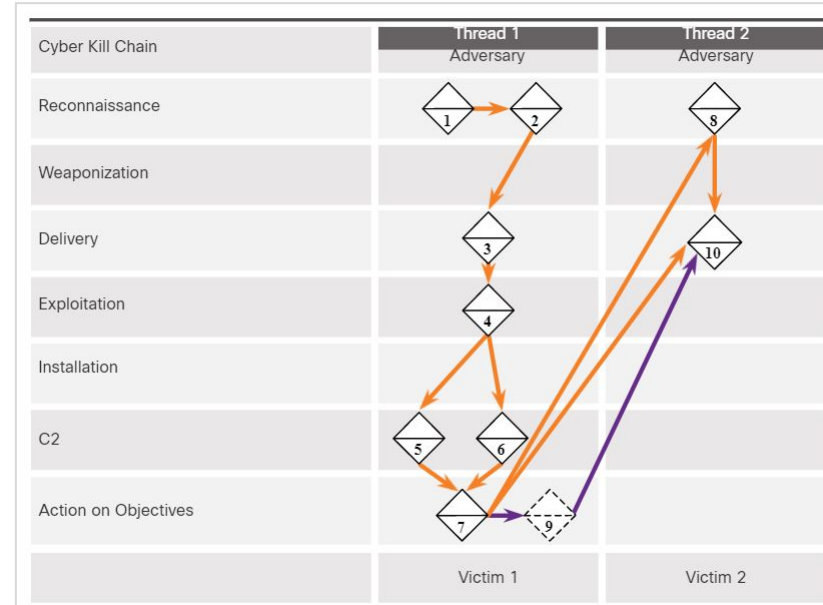 Thread 1 Thread 2
Cyber Kill Chain Adversary Adversary
Reconnaissance 1 2 8
Weaponization
Delivery 3 10
Exploitation 4
Installation
C2 5 6
Action on Objectives 7 9
Victim 1 Victim 2